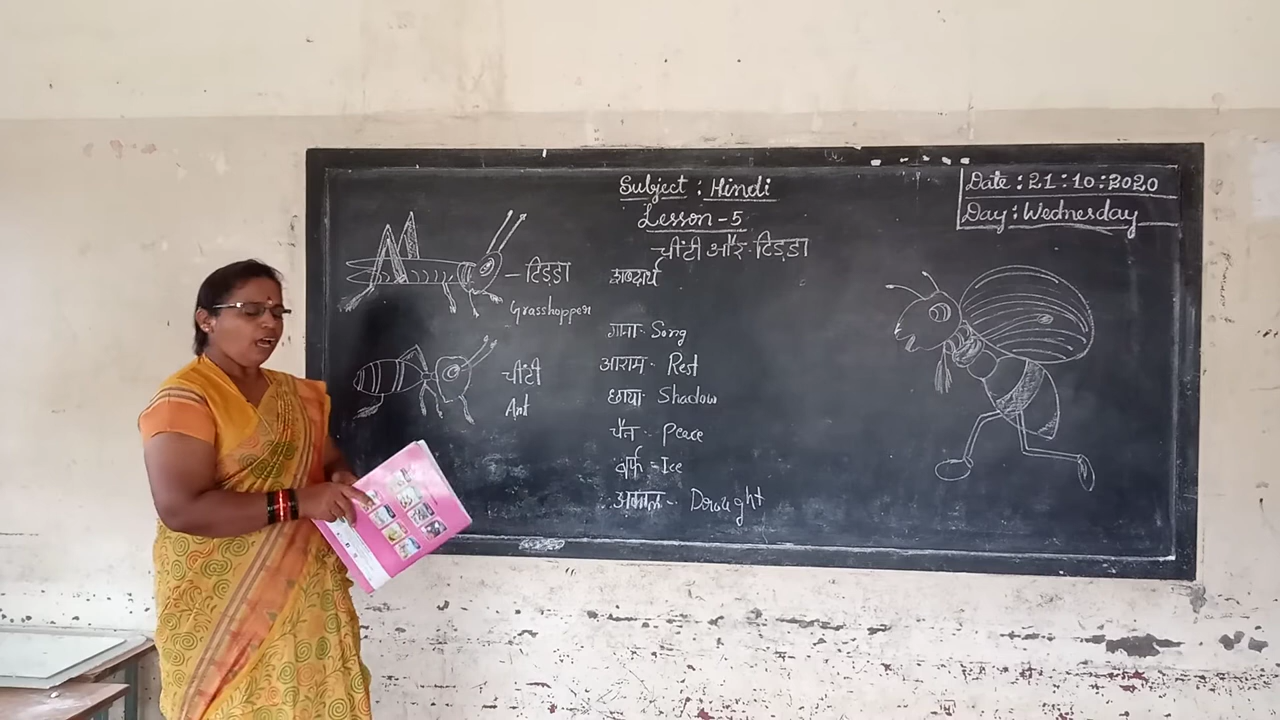 Subject : Hindi
Lesson - 5
चींटी और टिड्डा
Date : 21:10:2020
Day : Wednesday
- टिड्डा
Grasshopper
चींटी
Ant
शब्दार्थ
गाना - Song
आराम - Rest
छाया - Shadow
चैन - Peace
बर्फ - Ice
अकाल - Drought